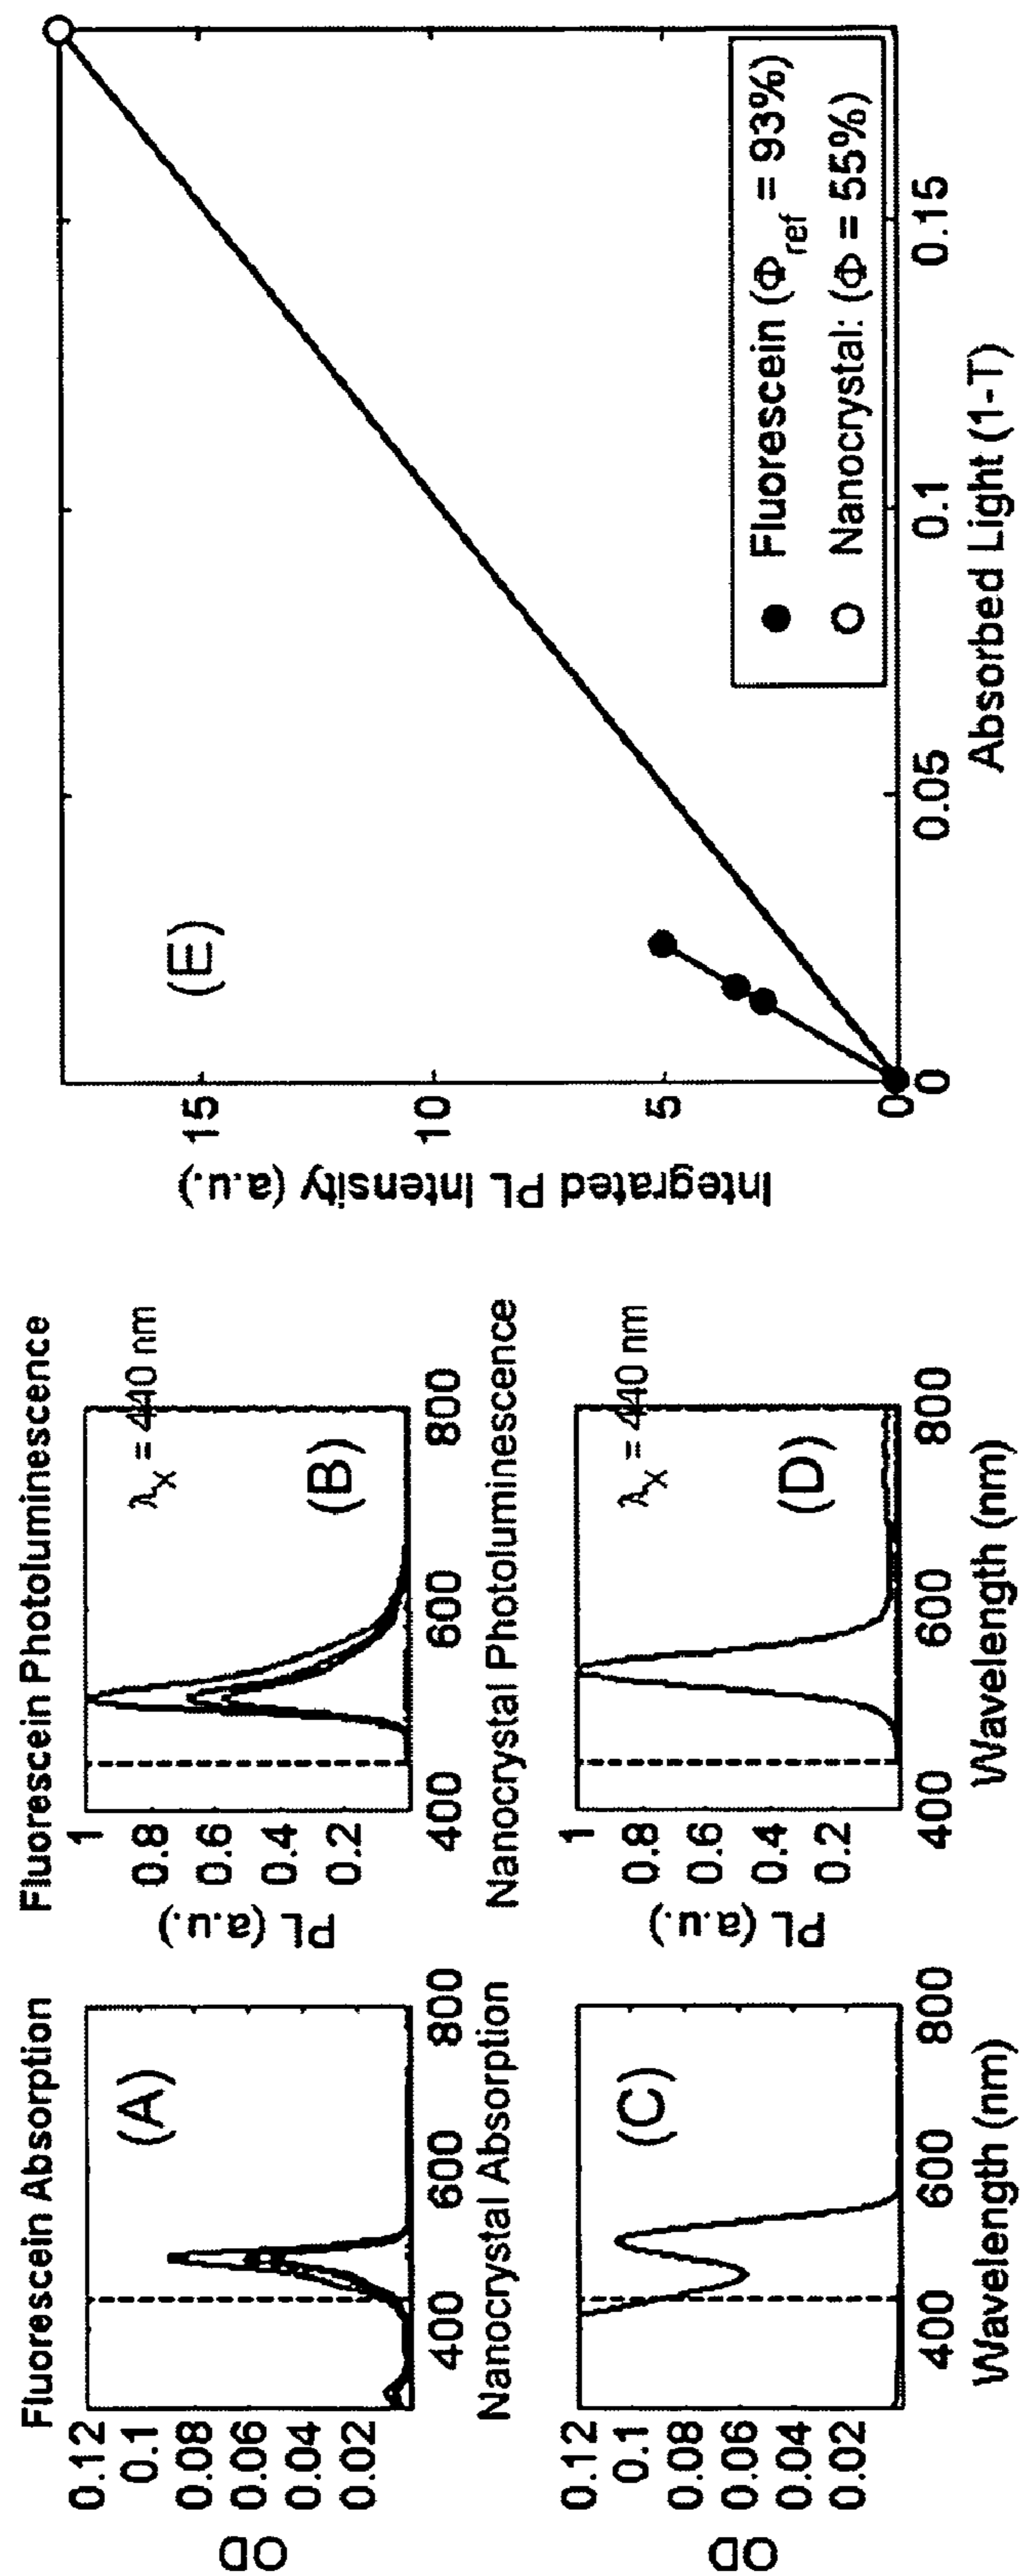 Fluorescein Absorption
(A)
0.12
0.1
0.08
0.06
0.04
0.02
OD
400
600
800
Fluorescein Photoluminescence
λX = 440 nm
(B)
1
0.8
0.6
0.4
0.2
PL (a.u.)
400
600
800
Nanocrystal Absorption
(C)
0.12
0.1
0.08
0.06
0.04
0.02
OD
400
600
800
Wavelength (nm)
Nanocrystal Photoluminescence
λX = 440 nm
(D)
1
0.8
0.6
0.4
0.2
PL (a.u.)
400
600
800
Wavelength (nm)
(E)
15
10
5
0
Integrated PL Intensity (a.u.)
0
0.05
0.1
0.15
Absorbed Light (1-T)
Fluorescein (Φref = 93%)
Nanocrystal: (Φ = 55%)